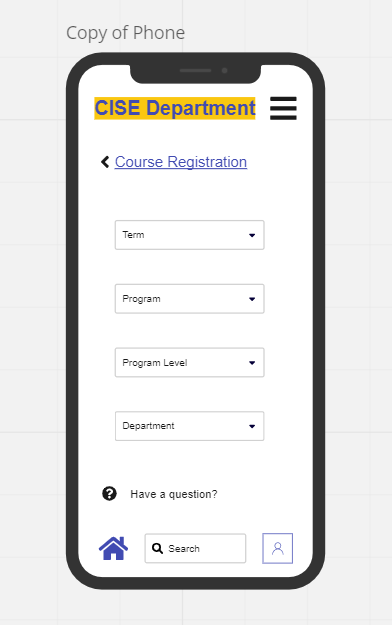 Copy of Phone
CISE Department
Course Registration
Term
Program
Program Level
Department
Have a question?
Search